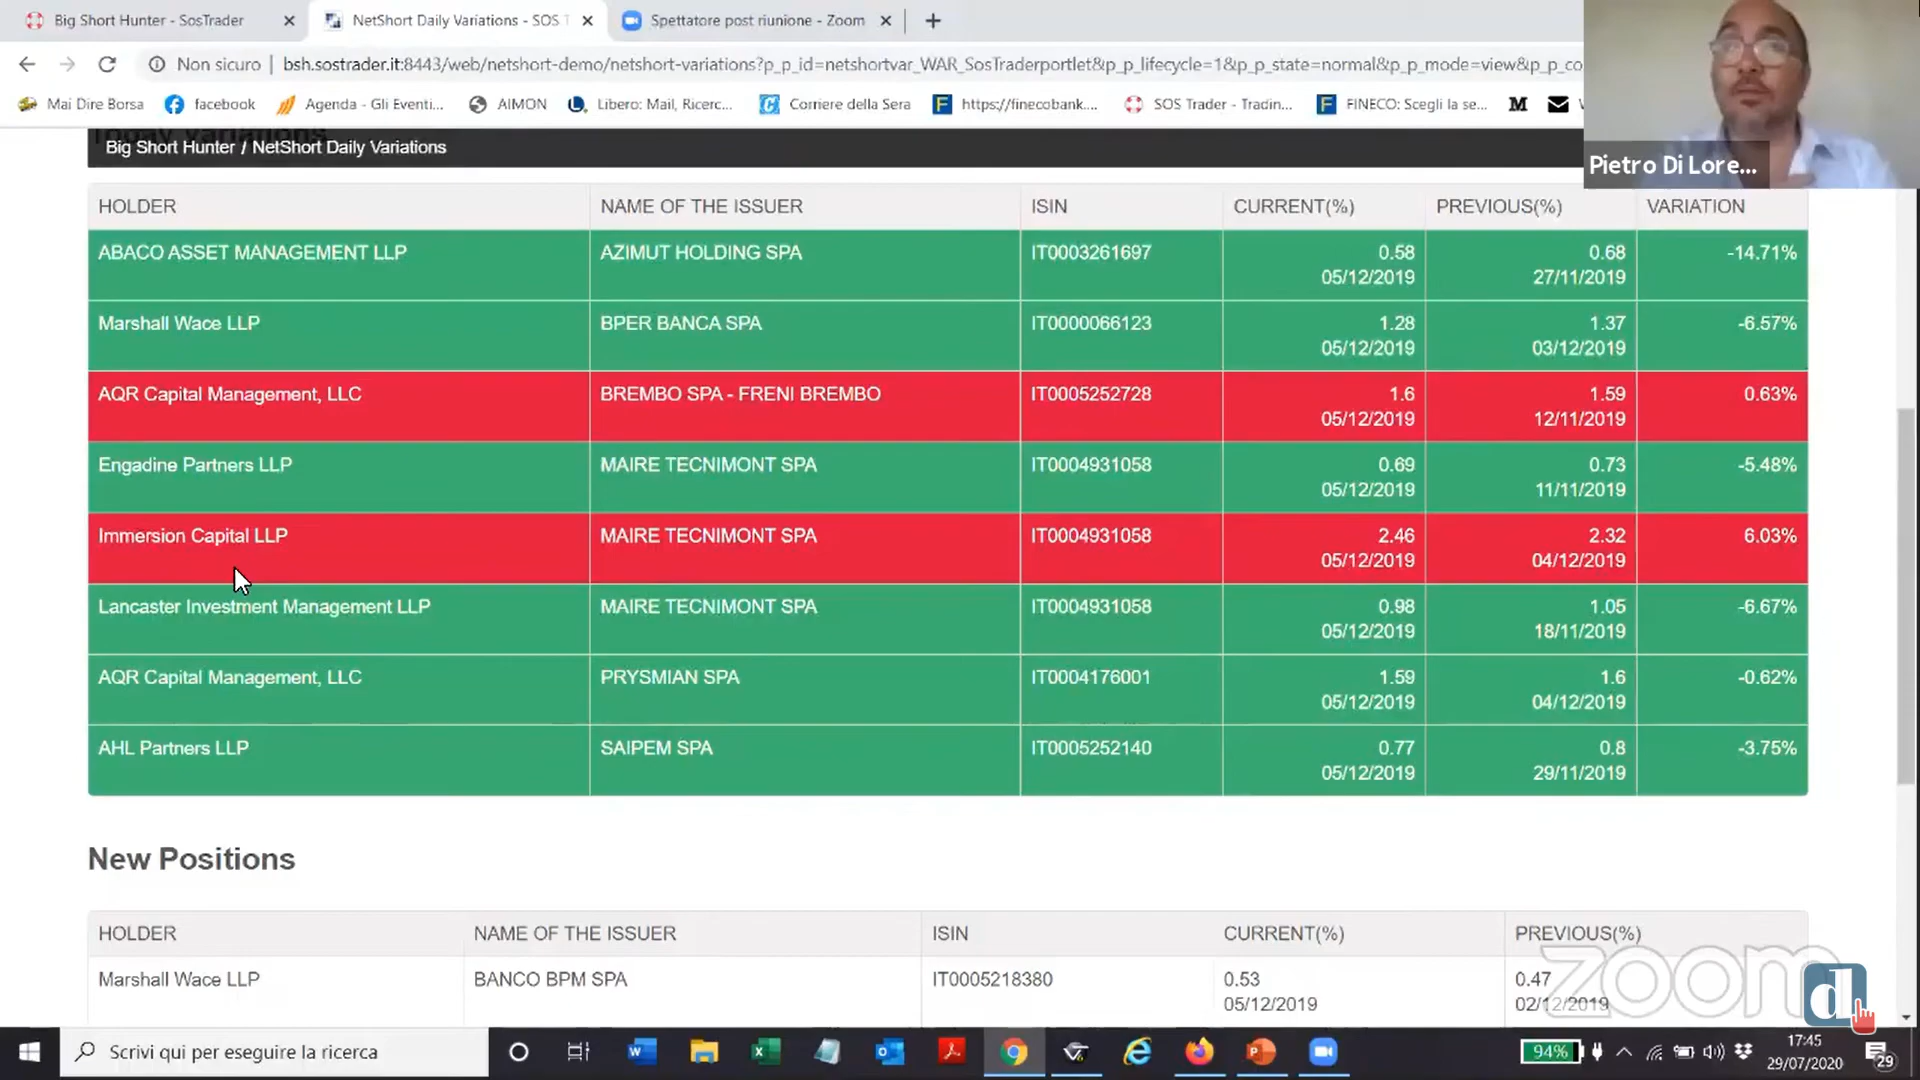 Big Short Hunter - SosTrader
NetShort Daily Variations - SOS T
Spettatore post riunione - Zoom
Non sicuro
bsh.sostrader.it:8443/web/netshort-demo/netshort-variations?p_p_id=netshortvar_WAR_SosTraderportlet&p_p_lifecycle=1&p_p_state=normal&p_p_mode=view&p_p_co
Mai Dire Borsa
facebook
Agenda - Gli Eventi...
AIMON
Libero: Mail, Ricerc...
Corriere della Sera
https://finecobank....
SOS Trader - Tradin...
FINECO: Scegli la se...
Pietro Di Lore...
Today Variations
Big Short Hunter / NetShort Daily Variations
HOLDER NAME OF THE ISSUER ISIN CURRENT(%) PREVIOUS(%) VARIATION
ABACO ASSET MANAGEMENT LLP AZIMUT HOLDING SPA IT0003261697 0.58 0.68 -14.71%
05/12/2019 27/11/2019
Marshall Wace LLP BPER BANCA SPA IT0000066123 1.28 1.37 -6.57%
05/12/2019 03/12/2019
AQR Capital Management, LLC BREMBO SPA - FRENI BREMBO IT0005252728 1.6 1.59 0.63%
05/12/2019 12/11/2019
Engadine Partners LLP MAIRE TECNIMONT SPA IT0004931058 0.69 0.73 -5.48%
05/12/2019 11/11/2019
Immersion Capital LLP MAIRE TECNIMONT SPA IT0004931058 2.46 2.32 6.03%
05/12/2019 04/12/2019
Lancaster Investment Management LLP MAIRE TECNIMONT SPA IT0004931058 0.98 1.05 -6.67%
05/12/2019 18/11/2019
AQR Capital Management, LLC PRYSMIAN SPA IT0004176001 1.59 1.6 -0.62%
05/12/2019 04/12/2019
AHL Partners LLP SAIPEM SPA IT0005252140 0.77 0.8 -3.75%
05/12/2019 29/11/2019
New Positions
HOLDER NAME OF THE ISSUER ISIN CURRENT(%) PREVIOUS(%)
Marshall Wace LLP BANCO BPM SPA IT0005218380 0.53 0.47
05/12/2019 02/12/2019
zoom
d
Scrivi qui per eseguire la ricerca
94%
17:45
29/07/2020
29